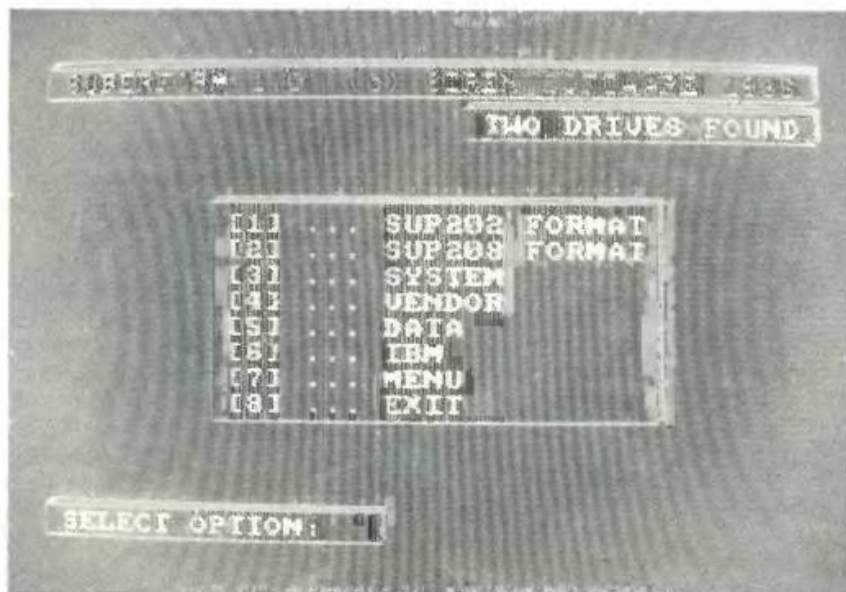 TWO DRIVES FOUND
[1] ... SUP202 FORMAT
[2] ... SUP208 FORMAT
[3] ... SYSTEM
[4] ... VENDOR
[5] ... DATA
[6] ... IBM
[7] ... MENU
[8] ... EXIT
SELECT OPTION: